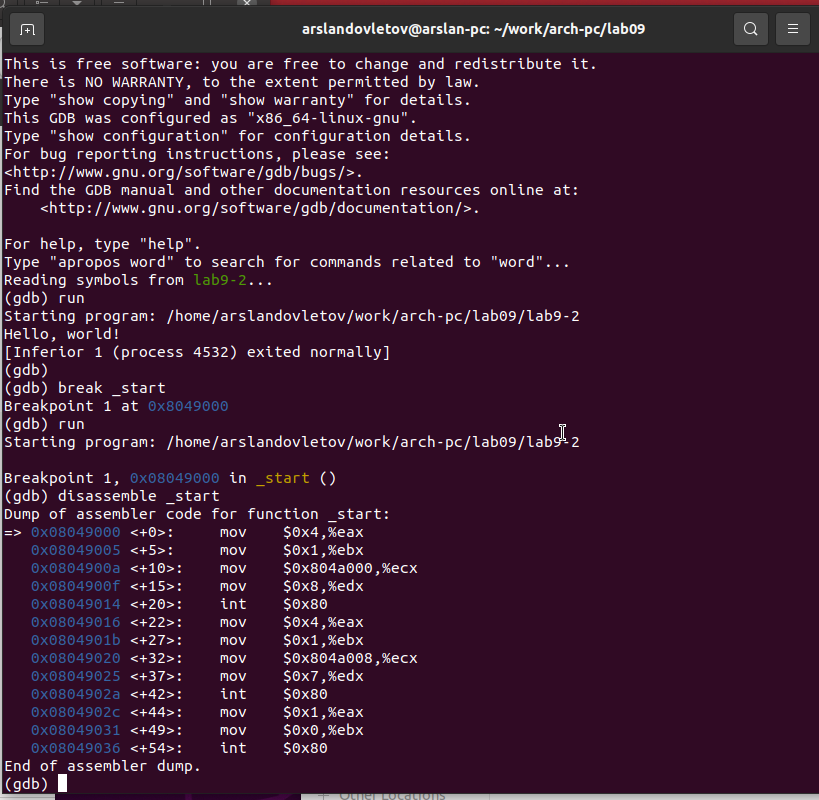 arslandovletov@arslan-pc: ~/work/arch-pc/lab09
This is free software: you are free to change and redistribute it.
There is NO WARRANTY, to the extent permitted by law.
Type "show copying" and "show warranty" for details.
This GDB was configured as "x86_64-linux-gnu".
Type "show configuration" for configuration details.
For bug reporting instructions, please see:
<http://www.gnu.org/software/gdb/bugs/>.
Find the GDB manual and other documentation resources online at:
    <http://www.gnu.org/software/gdb/documentation/>.

For help, type "help".
Type "apropos word" to search for commands related to "word"...
Reading symbols from lab9-2...
(gdb) run
Starting program: /home/arslandovletov/work/arch-pc/lab09/lab9-2
Hello, world!
[Inferior 1 (process 4532) exited normally]
(gdb)
(gdb) break _start
Breakpoint 1 at 0x8049000
(gdb) run
Starting program: /home/arslandovletov/work/arch-pc/lab09/lab9-2

Breakpoint 1, 0x08049000 in _start ()
(gdb) disassemble _start
Dump of assembler code for function _start:
=> 0x08049000 <+0>:     mov    $0x4,%eax
   0x08049005 <+5>:     mov    $0x1,%ebx
   0x0804900a <+10>:    mov    $0x804a000,%ecx
   0x0804900f <+15>:    mov    $0x8,%edx
   0x08049014 <+20>:    int    $0x80
   0x08049016 <+22>:    mov    $0x4,%eax
   0x0804901b <+27>:    mov    $0x1,%ebx
   0x08049020 <+32>:    mov    $0x804a008,%ecx
   0x08049025 <+37>:    mov    $0x7,%edx
   0x0804902a <+42>:    int    $0x80
   0x0804902c <+44>:    mov    $0x1,%eax
   0x08049031 <+49>:    mov    $0x0,%ebx
   0x08049036 <+54>:    int    $0x80
End of assembler dump.
(gdb)
+ Other Locations